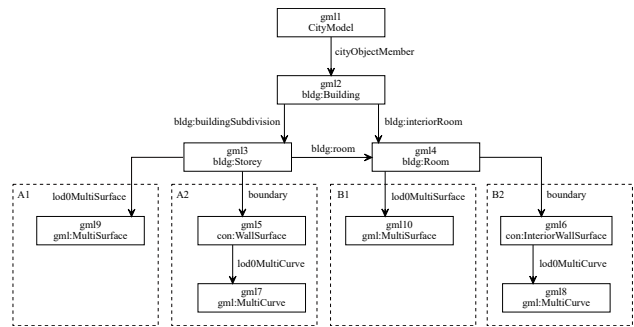 gml1
CityModel
cityObjectMember
gml2
bldg:Building
bldg:buildingSubdivision
bldg:interiorRoom
gml3
bldg:Storey
bldg:room
gml4
bldg:Room
A1
lod0MultiSurface
A2
boundary
B1
lod0MultiSurface
B2
boundary
gml9
gml:MultiSurface
gml5
con:WallSurface
gml10
gml:MultiSurface
gml6
con:InteriorWallSurface
lod0MultiCurve
lod0MultiCurve
gml7
gml:MultiCurve
gml8
gml:MultiCurve